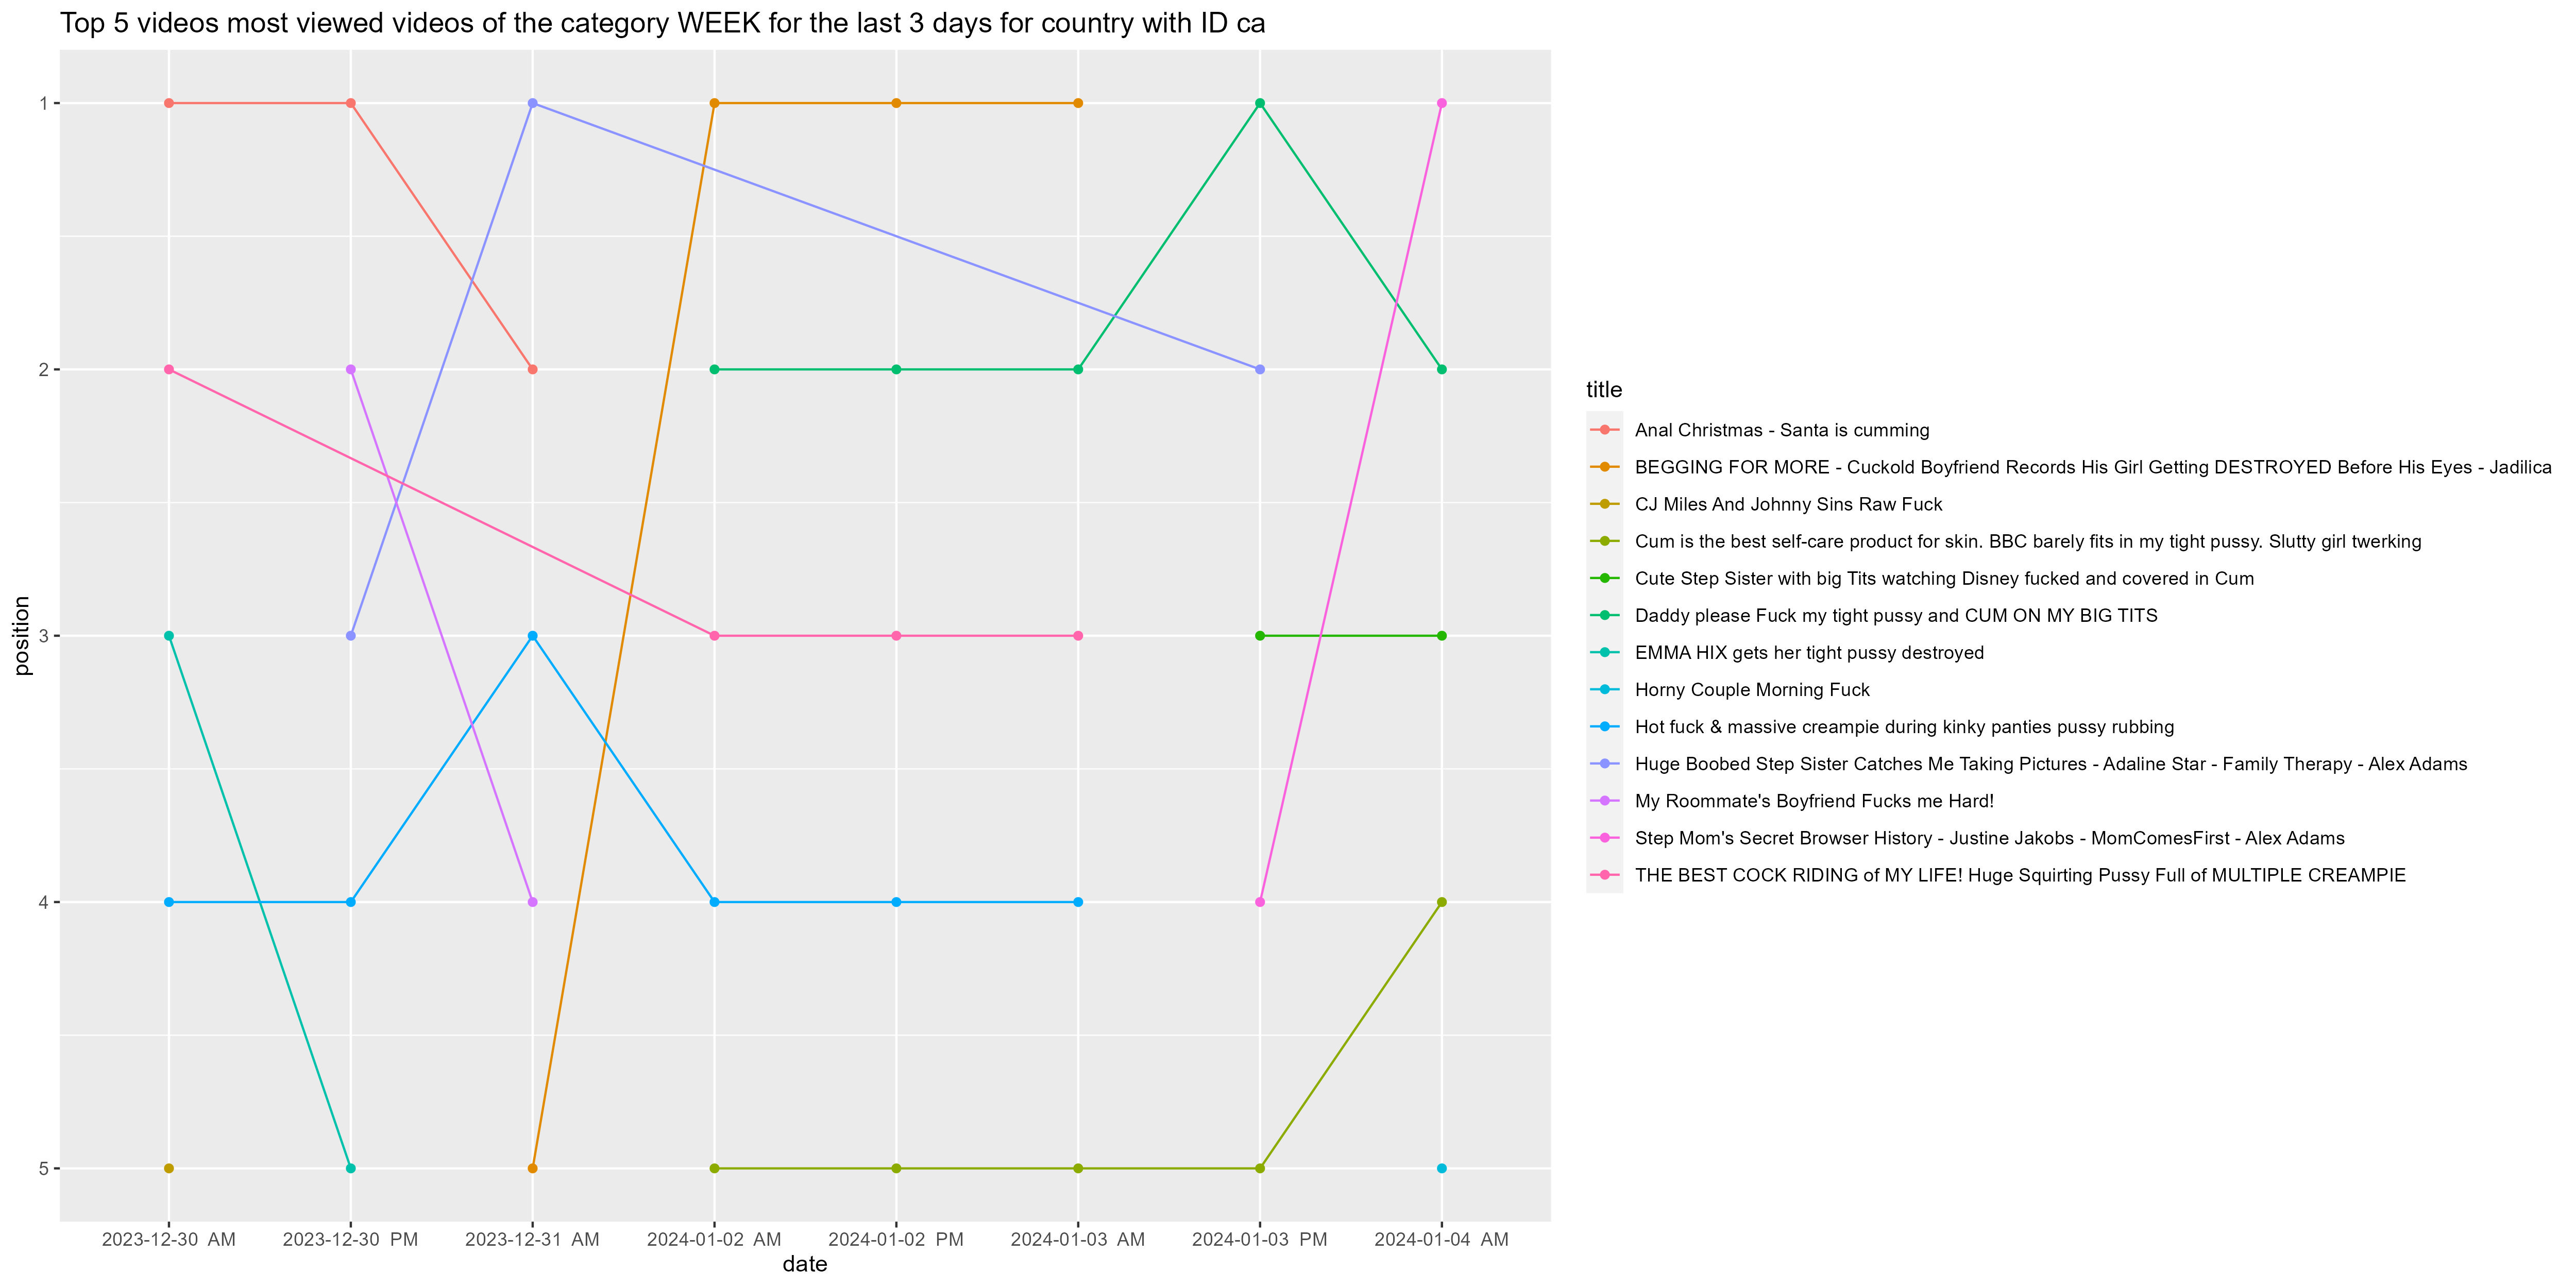 Top 5 videos most viewed videos of the category WEEK for the last 3 days for country with ID ca
position
1
2
3
4
5
2023-12-30 AM
2023-12-30 PM
2023-12-31 AM
2024-01-02 AM
2024-01-02 PM
2024-01-03 AM
2024-01-03 PM
2024-01-04 AM
date
title
Anal Christmas - Santa is cumming
BEGGING FOR MORE - Cuckold Boyfriend Records His Girl Getting DESTROYED Before His Eyes - Jadilica
CJ Miles And Johnny Sins Raw Fuck
Cum is the best self-care product for skin. BBC barely fits in my tight pussy. Slutty girl twerking
Cute Step Sister with big Tits watching Disney fucked and covered in Cum
Daddy please Fuck my tight pussy and CUM ON MY BIG TITS
EMMA HIX gets her tight pussy destroyed
Horny Couple Morning Fuck
Hot fuck & massive creampie during kinky panties pussy rubbing
Huge Boobed Step Sister Catches Me Taking Pictures - Adaline Star - Family Therapy - Alex Adams
My Roommate's Boyfriend Fucks me Hard!
Step Mom's Secret Browser History - Justine Jakobs - MomComesFirst - Alex Adams
THE BEST COCK RIDING of MY LIFE! Huge Squirting Pussy Full of MULTIPLE CREAMPIE